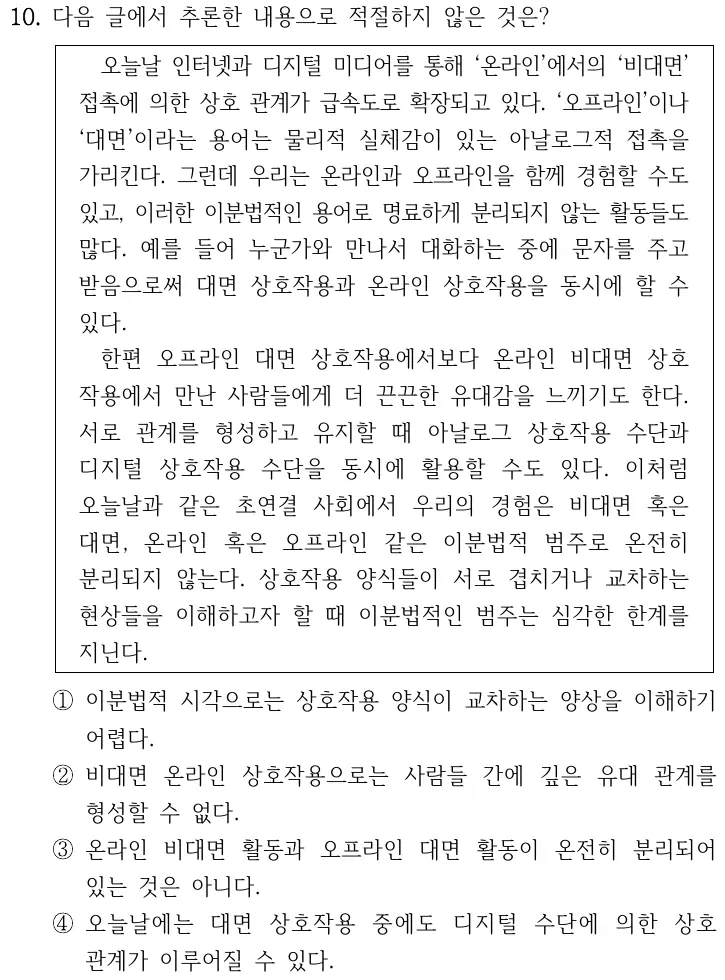 10. 다음 글에서 추론한 내용으로 적절하지 않은 것은?
오늘날 인터넷과 디지털 미디어를 통해 ‘온라인’에서의 ‘비대면’
접촉에 의한 상호 관계가 급속도로 확장되고 있다. ‘오프라인’이나
‘대면’이라는 용어는 물리적 실체감이 있는 아날로그적 접촉을
가리킨다. 그런데 우리는 온라인과 오프라인을 함께 경험할 수도
있고, 이러한 이분법적인 용어로 명료하게 분리되지 않는 활동들도
많다. 예를 들어 누군가와 만나서 대화하는 중에 문자를 주고
받음으로써 대면 상호작용과 온라인 상호작용을 동시에 할 수
있다.
한편 오프라인 대면 상호작용에서보다 온라인 비대면 상호
작용에서 만난 사람들에게 더 끈끈한 유대감을 느끼기도 한다.
서로 관계를 형성하고 유지할 때 아날로그 상호작용 수단과
디지털 상호작용 수단을 동시에 활용할 수도 있다. 이처럼
오늘날과 같은 초연결 사회에서 우리의 경험은 비대면 혹은
대면, 온라인 혹은 오프라인 같은 이분법적 범주로 온전히
분리되지 않는다. 상호작용 양식들이 서로 겹치거나 교차하는
현상들을 이해하고자 할 때 이분법적인 범주는 심각한 한계를
지닌다.
① 이분법적 시각으로는 상호작용 양식이 교차하는 양상을 이해하기
어렵다.
② 비대면 온라인 상호작용으로는 사람들 간에 깊은 유대 관계를
형성할 수 없다.
③ 온라인 비대면 활동과 오프라인 대면 활동이 온전히 분리되어
있는 것은 아니다.
④ 오늘날에는 대면 상호작용 중에도 디지털 수단에 의한 상호
관계가 이루어질 수 있다.